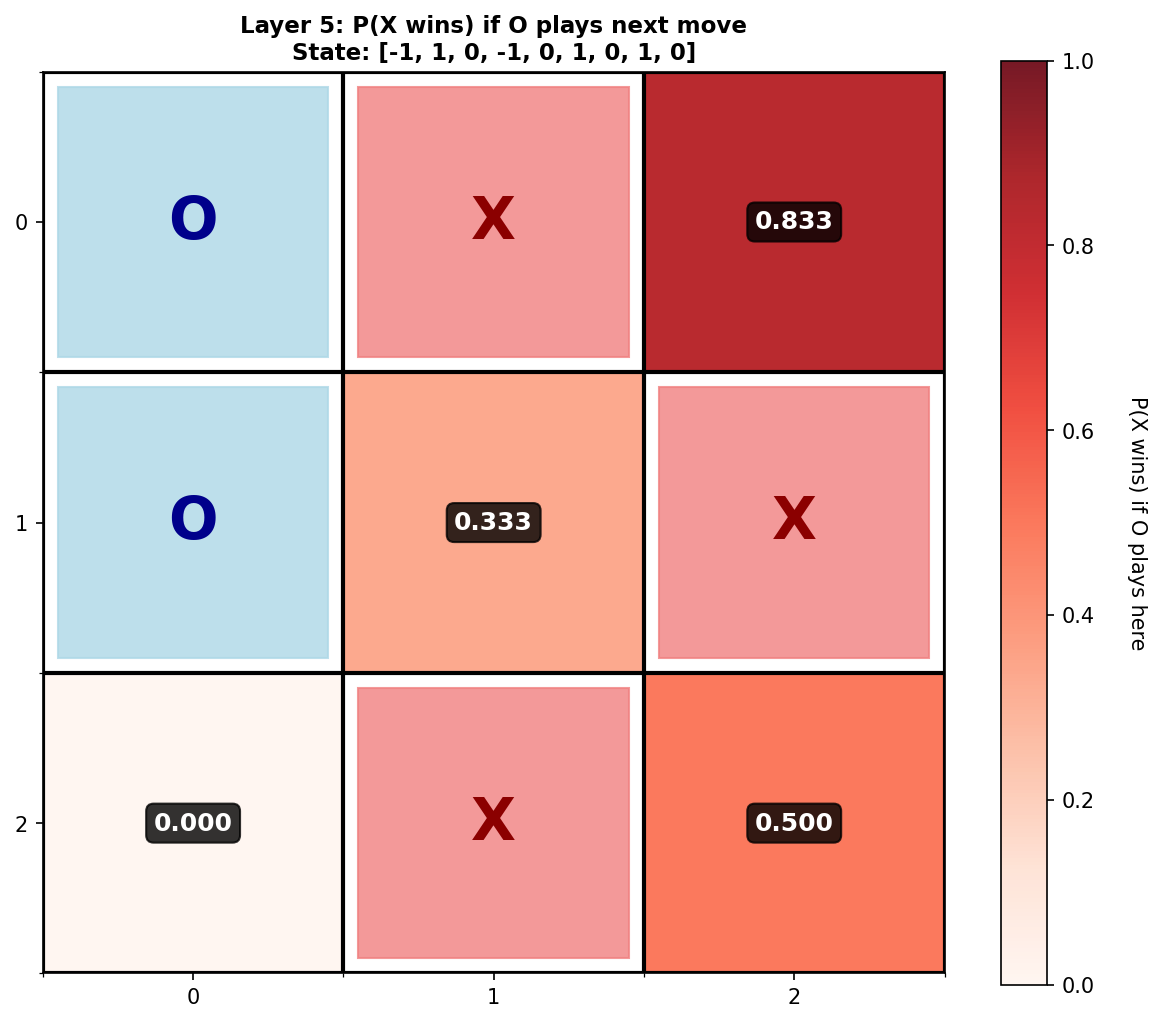 Layer 5: P(X wins) if O plays next move
State: [-1, 1, 0, -1, 0, 1, 0, 1, 0]
O
X
0.833
O
0.333
X
0.000
X
0.500
0
1
2
0
1
2
1.0
0.8
0.6
0.4
0.2
0.0
P(X wins) if O plays here